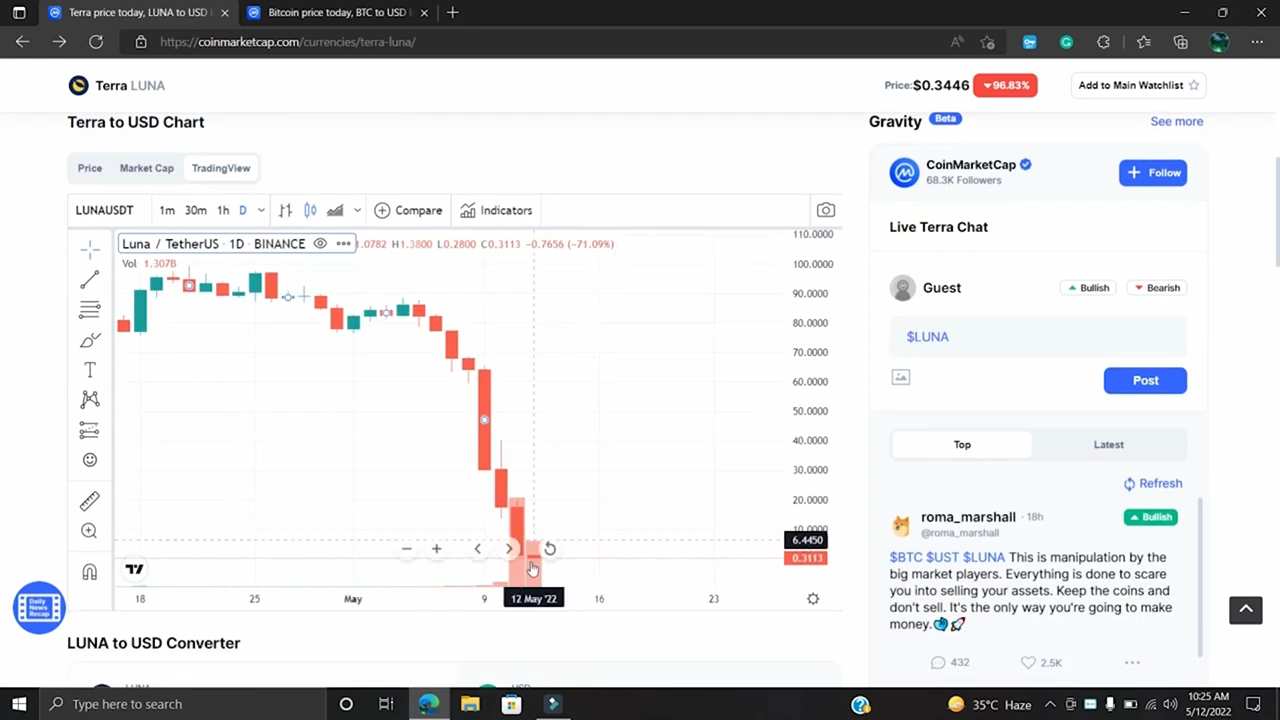 Terra price today, LUNA to USD
Bitcoin price today, BTC to USD
https://coinmarketcap.com/currencies/terra-luna/
Terra LUNA
Price:$0.3446
96.83%
Add to Main Watchlist
Terra to USD Chart
Gravity Beta
See more
Price
Market Cap
TradingView
CoinMarketCap
68.3K Followers
Follow
LUNAUSDT
1m 30m 1h D
Compare
Indicators
Live Terra Chat
Luna / TetherUS · 1D · BINANCE
.0782 H1.3800 L0.2800 C0.3113 -0.7656 (-71.09%)
Vol 1.307B
110.0000
100.0000
90.0000
80.0000
70.0000
60.0000
50.0000
40.0000
30.0000
20.0000
10.0000
6.4450
0.3113
18 25 May 9 12 May '22 16 23
Guest
Bullish
Bearish
$LUNA
Post
Top
Latest
Refresh
roma_marshall · 18h
Bullish
@roma_marshall
$BTC $UST $LUNA This is manipulation by the
big market players. Everything is done to scare
you into selling your assets. Keep the coins and
don't sell. It's the only way you're going to make
money.
432
2.5K
Daily
News
Recap
LUNA to USD Converter
LUNA
USD
Type here to search
35°C Haze
10:25 AM
5/12/2022